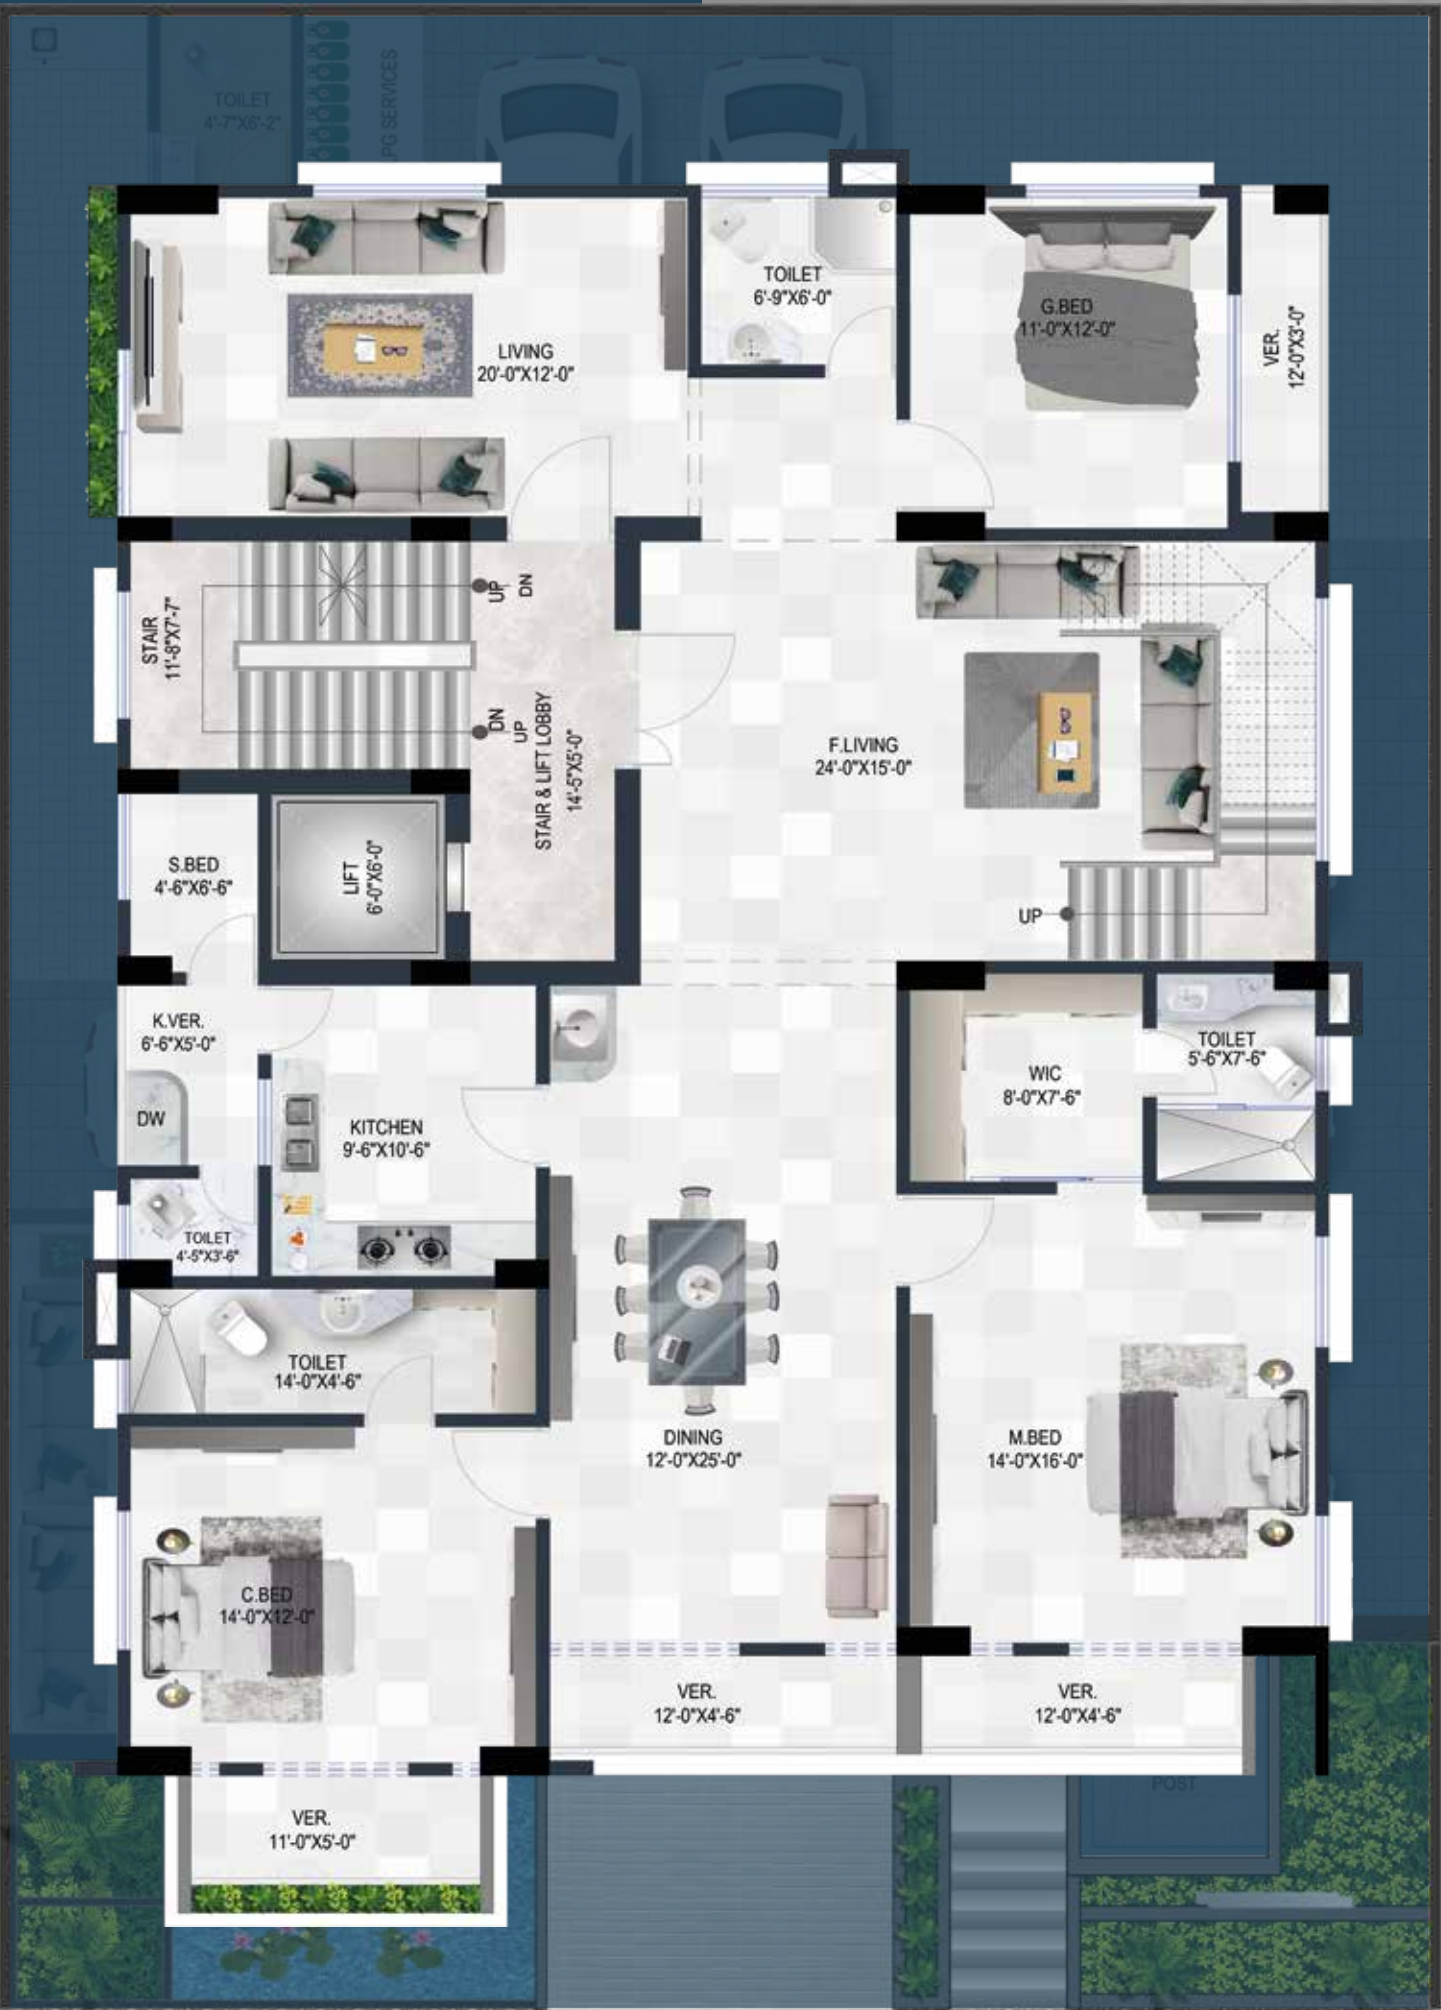 TOILET
4'-7"X6'-2"
LPG SERVICES
TOILET
6'-9"X6'-0"
G.BED
11'-0"X12'-0"
VER.
12'-0"X3'-0"
LIVING
20'-0"X12'-0"
STAIR
11'-8"X7'-7"
UP
DN
DN
UP
STAIR & LIFT LOBBY
14'-5"X5'-0"
F.LIVING
24'-0"X15'-0"
S.BED
4'-6"X6'-6"
LIFT
6'-0"X6'-0"
UP
K.VER.
6'-6"X5'-0"
DW
KITCHEN
9'-6"X10'-6"
WIC
8'-0"X7'-6"
TOILET
5'-6"X7'-6"
TOILET
4'-5"X3'-6"
TOILET
14'-0"X4'-6"
DINING
12'-0"X25'-0"
M.BED
14'-0"X16'-0"
C.BED
14'-0"X12'-0"
VER.
12'-0"X4'-6"
VER.
12'-0"X4'-6"
POST
VER.
11'-0"X5'-0"